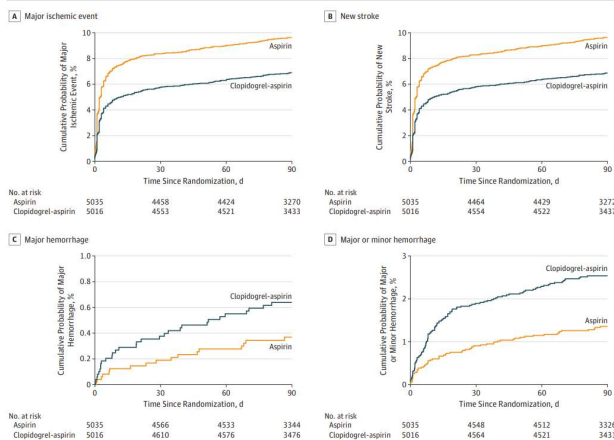 A Major ischemic event
Cumulative Probability of Major
Ischemic Event, %
10
8
6
4
2
0
Aspirin
Clopidogrel-aspirin
0 30 60 90
Time Since Randomization, d
No. at risk
Aspirin 5035 4458 4424 3270
Clopidogrel-aspirin 5016 4553 4521 3433
B New stroke
Cumulative Probability of New
Stroke, %
10
8
6
4
2
0
Aspirin
Clopidogrel-aspirin
0 30 60 90
Time Since Randomization, d
No. at risk
Aspirin 5035 4464 4429 3272
Clopidogrel-aspirin 5016 4554 4522
C Major hemorrhage
Cumulative Probability of Major
Hemorrhage, %
1.0
0.8
0.6
0.4
0.2
0
Clopidogrel-aspirin
Aspirin
0 30 60 90
Time Since Randomization, d
No. at risk
Aspirin 5035 4566 4533 3344
Clopidogrel-aspirin 5016 4610 4576 3476
D Major or minor hemorrhage
Cumulative Probability of Major
or Minor Hemorrhage, %
3
2
1
0
Clopidogrel-aspirin
Aspirin
0 30 60 90
Time Since Randomization, d
No. at risk
Aspirin 5035 4548 4512
Clopidogrel-aspirin 5016 4564 4521